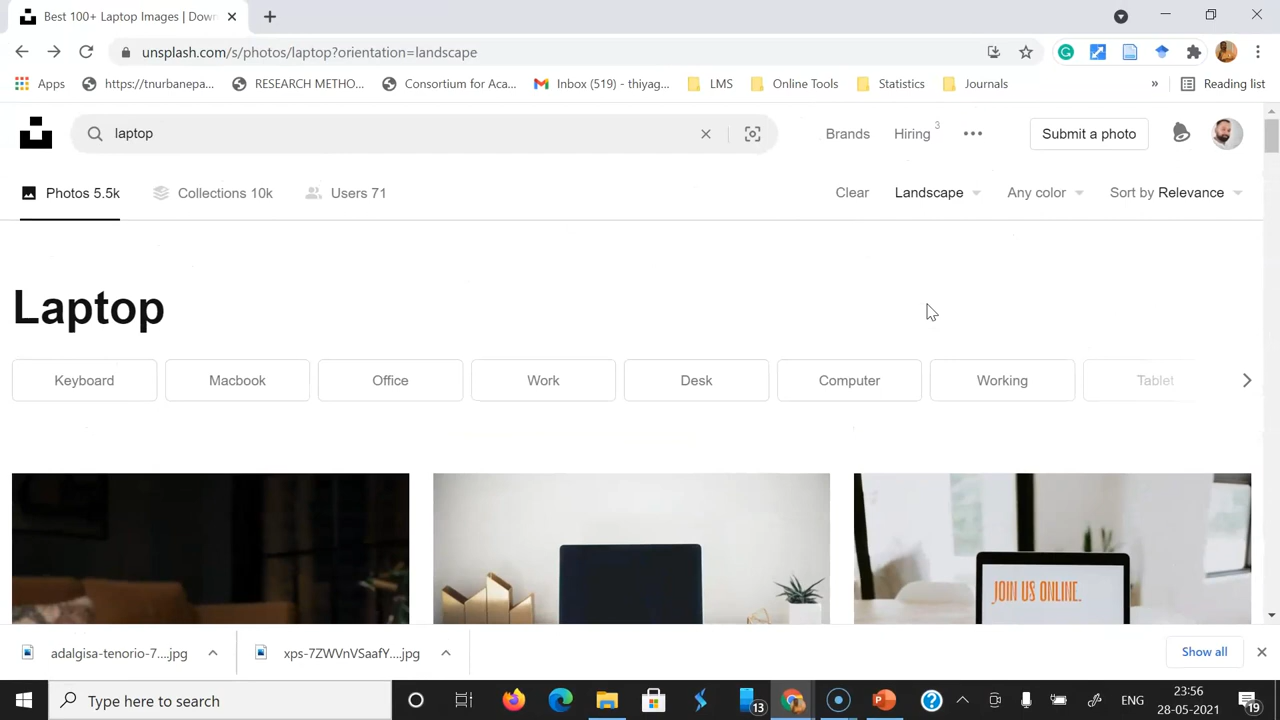 Best 100+ Laptop Images | Down
unsplash.com/s/photos/laptop?orientation=landscape
Apps
https://tnurbanepa...
RESEARCH METHO...
Consortium for Aca...
Inbox (519) - thiyag...
LMS
Online Tools
Statistics
Journals
»
Reading list
laptop
Brands
Hiring 3
Submit a photo
Photos 5.5k
Collections 10k
Users 71
Clear
Landscape
Any color
Sort by Relevance
Laptop
Keyboard
Macbook
Office
Work
Desk
Computer
Working
Tablet
JOIN US ONLINE.
adalgisa-tenorio-7....jpg
xps-7ZWVnVSaafY....jpg
Show all
Type here to search
13
ENG
23:56
28-05-2021
19